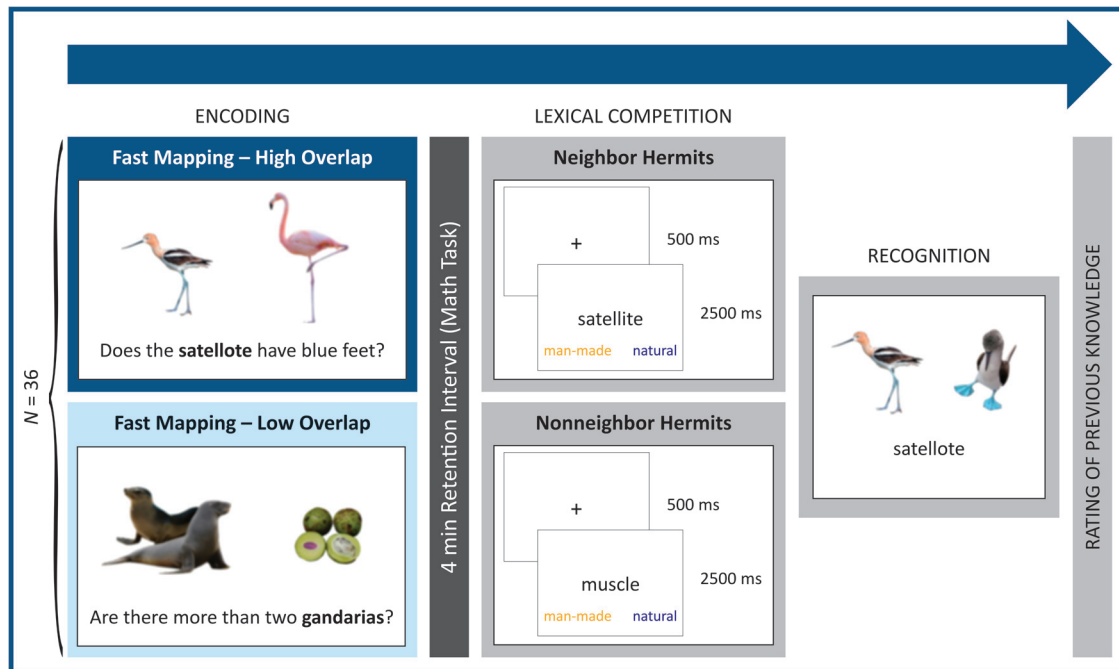 ENCODING
Fast Mapping – High Overlap
Does the satellote have blue feet?
Fast Mapping – Low Overlap
Are there more than two gandarias?
N = 36
4 min Retention Interval (Math Task)
LEXICAL COMPETITION
Neighbor Hermits
+
500 ms
satellite
man-made natural
2500 ms
Nonneighbor Hermits
+
500 ms
muscle
man-made natural
2500 ms
RECOGNITION
satellote
RATING OF PREVIOUS KNOWLEDGE